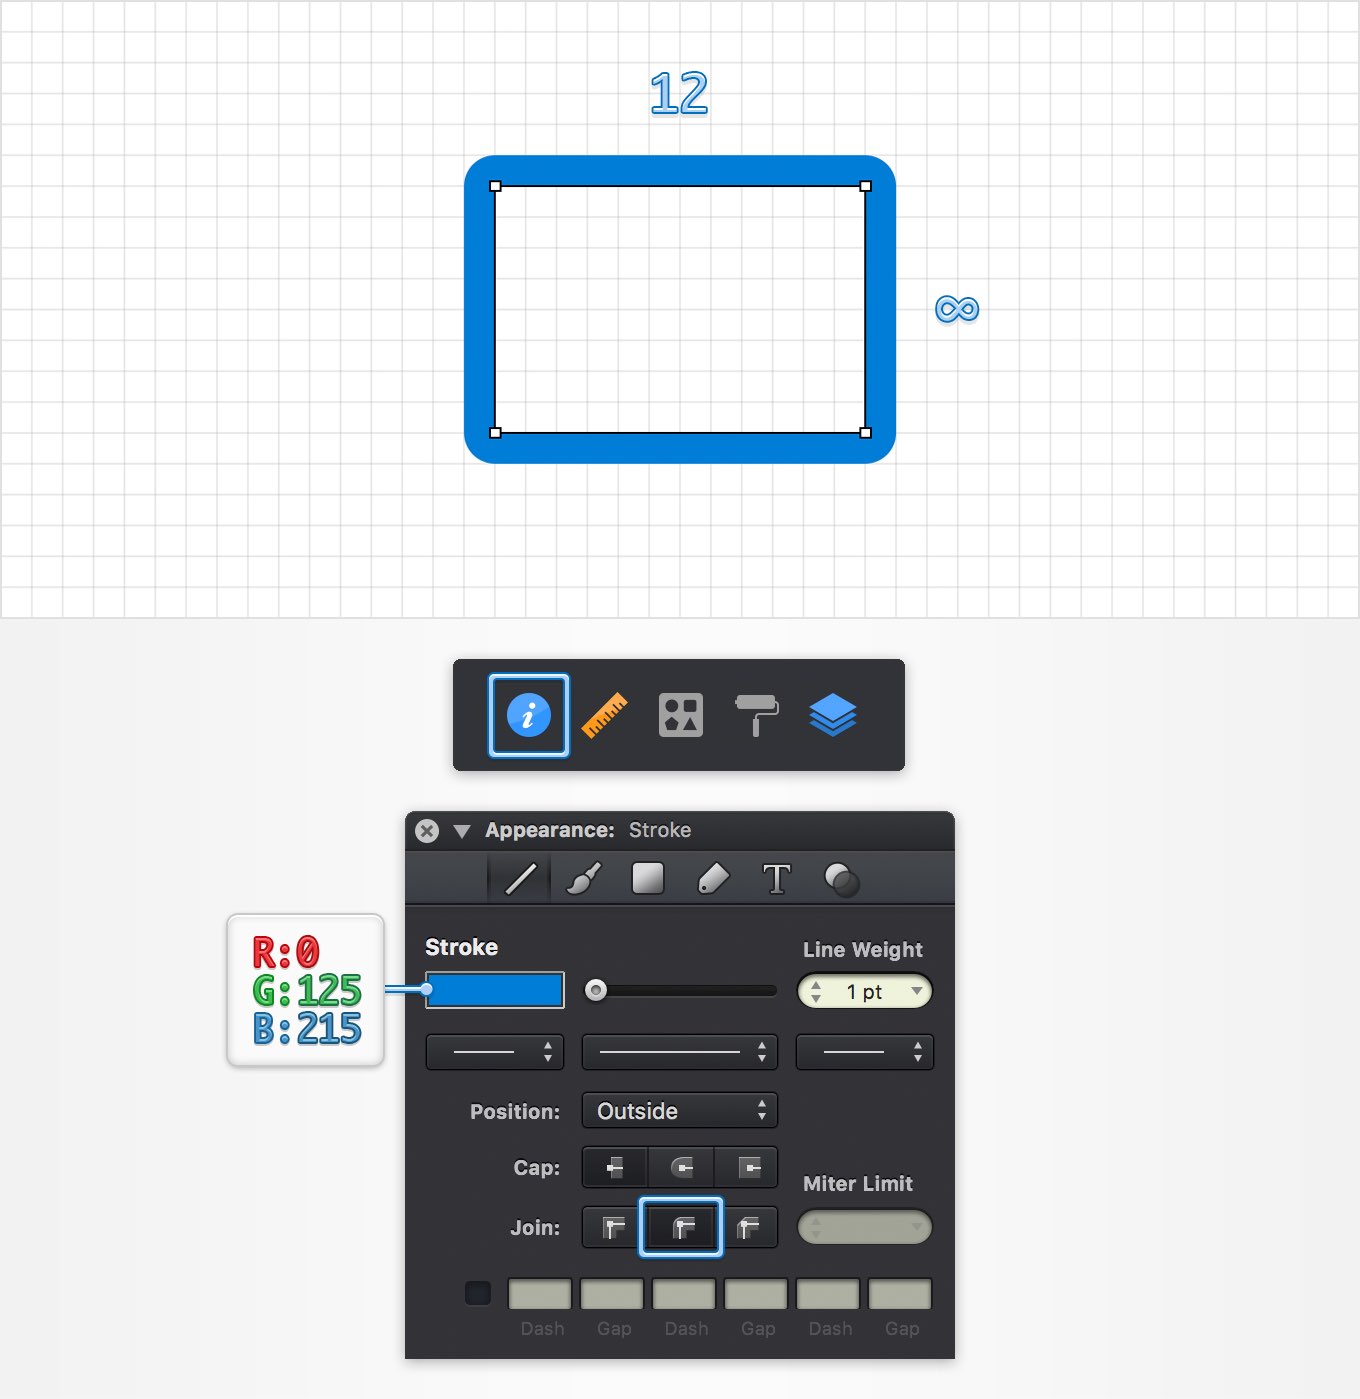 12
∞
i
Appearance: Stroke
T
Stroke
Line Weight
R:0
G:125
B:215
1 pt
Position: Outside
Cap:
Miter Limit
Join:
Dash Gap Dash Gap Dash Gap